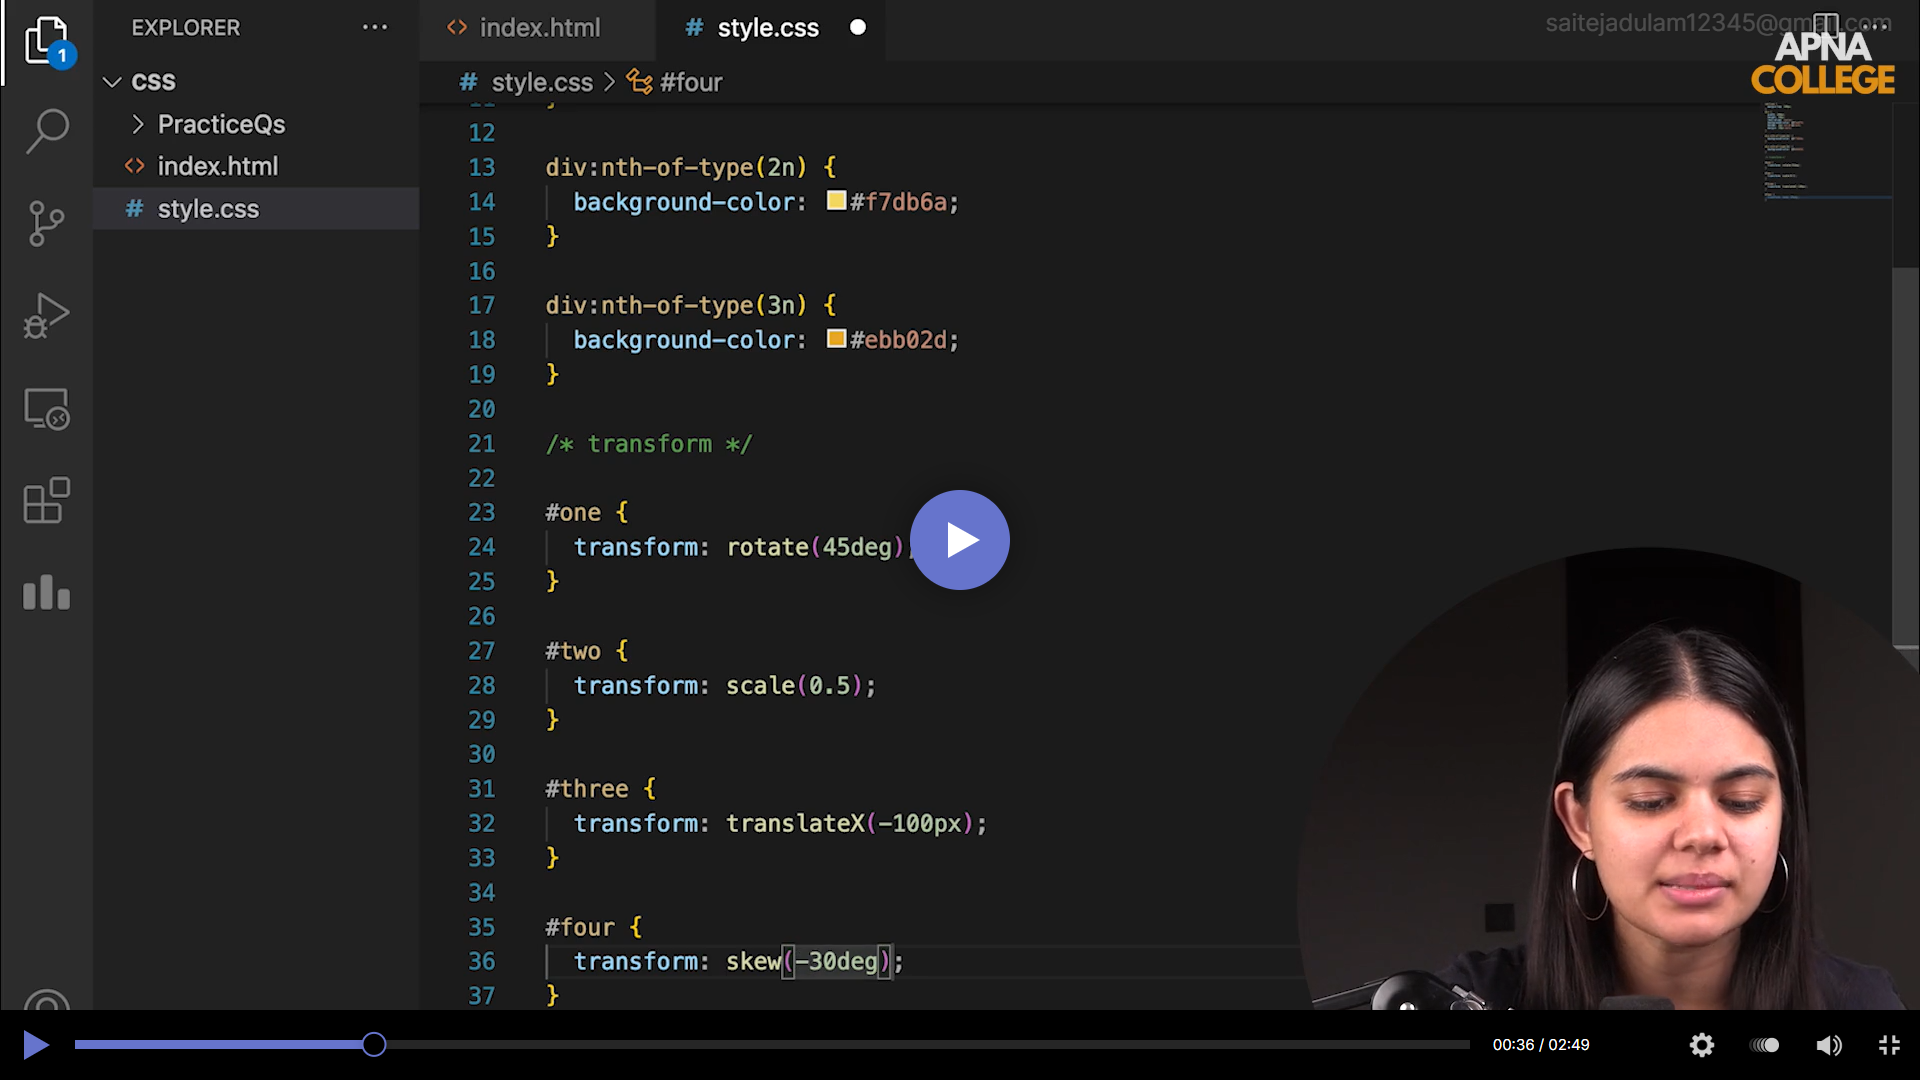 EXPLORER
index.html
# style.css
saitejadulam12345@gmail.com
APNA
COLLEGE
1
CSS
PracticeQs
index.html
# style.css
# style.css > #four
12
13 div:nth-of-type(2n) {
14 background-color: #f7db6a;
15 }
16
17 div:nth-of-type(3n) {
18 background-color: #ebb02d;
19 }
20
21 /* transform */
22
23 #one {
24 transform: rotate(45deg);
25 }
26
27 #two {
28 transform: scale(0.5);
29 }
30
31 #three {
32 transform: translateX(-100px);
33 }
34
35 #four {
36 transform: skew(-30deg);
37 }
00:36 / 02:49